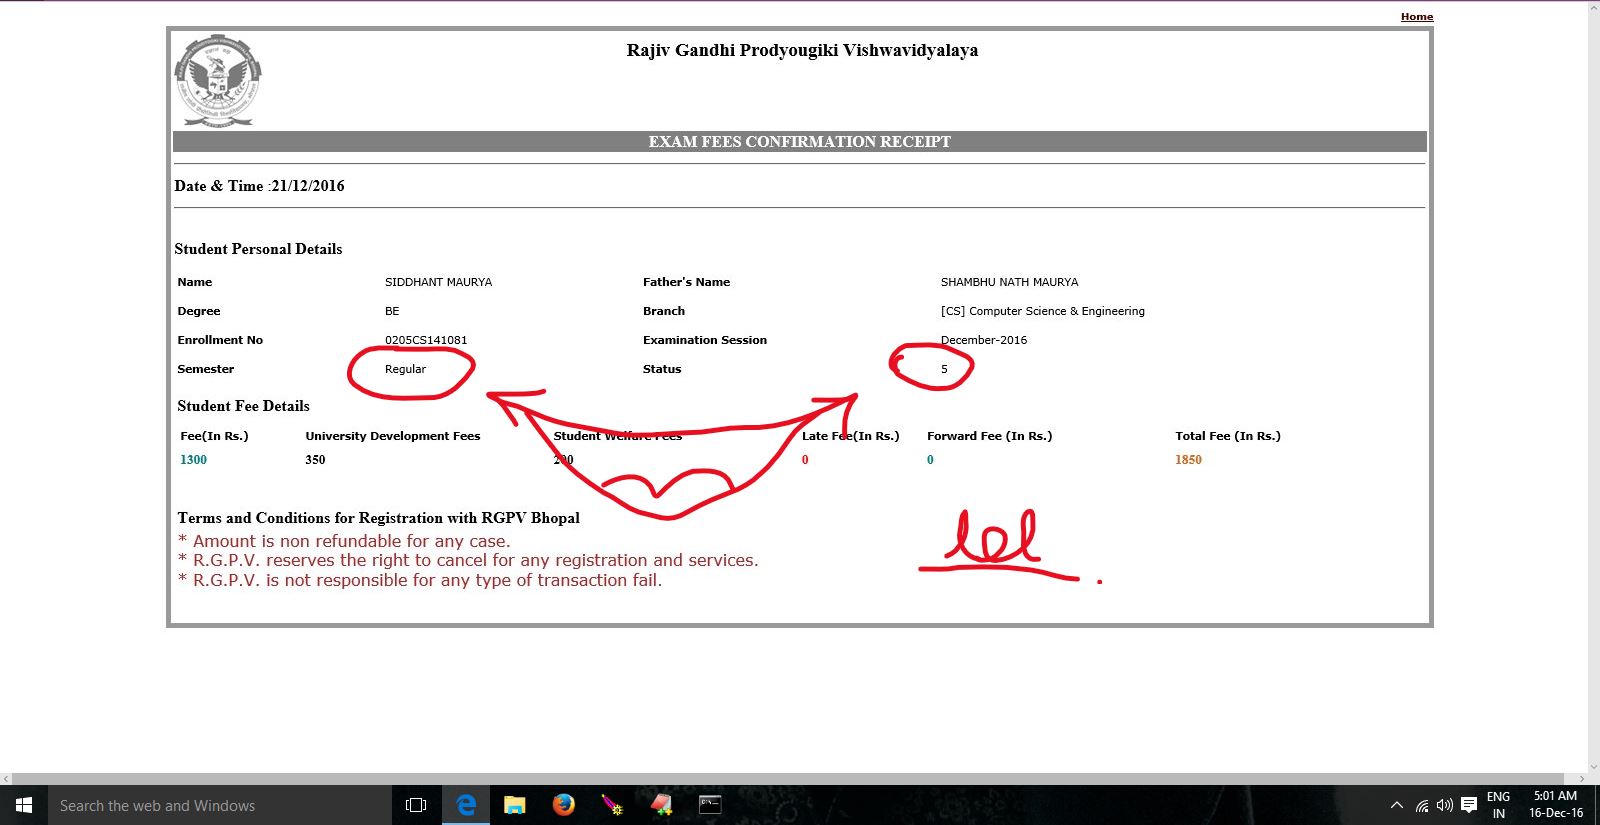 Home
Rajiv Gandhi Prodyougiki Vishwavidyalaya
EXAM FEES CONFIRMATION RECEIPT
Date & Time :21/12/2016
Student Personal Details
Name SIDDHANT MAURYA Father's Name SHAMBHU NATH MAURYA
Degree BE Branch [CS] Computer Science & Engineering
Enrollment No 0205CS141081 Examination Session December-2016
Semester Regular Status 5
Student Fee Details
Fee(In Rs.) University Development Fees Student Welfare Fees Late Fee(In Rs.) Forward Fee (In Rs.) Total Fee (In Rs.)
1300 350 200 0 0 1850
Terms and Conditions for Registration with RGPV Bhopal
* Amount is non refundable for any case.
* R.G.P.V. reserves the right to cancel for any registration and services.
* R.G.P.V. is not responsible for any type of transaction fail.
lol
Search the web and Windows
ENG 5:01 AM
IN 16-Dec-16